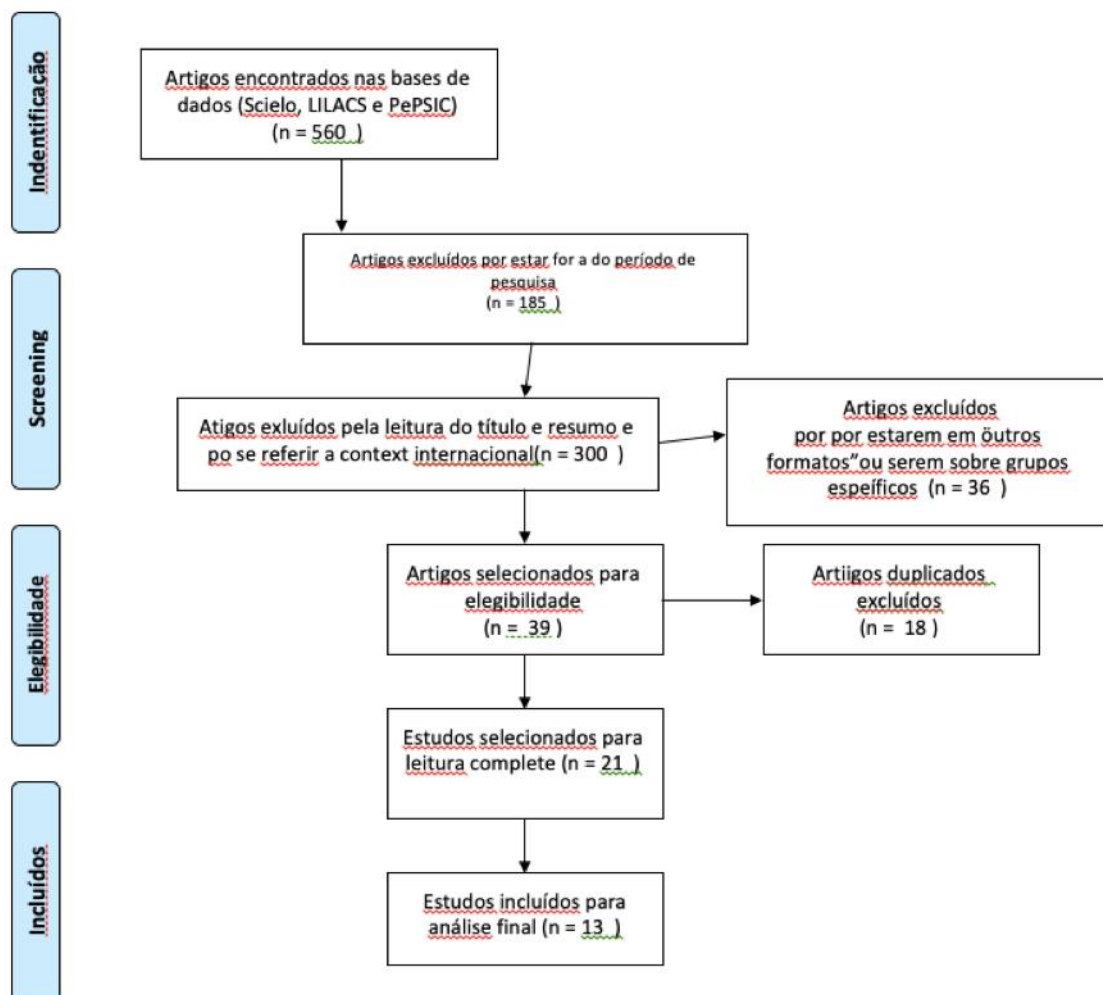 Indentificação
Artigos encontrados nas bases de
dados (Scielo, LILACS e PePSIC)
(n = 560 )
Artigos excluídos por estar for a do período de
pesquisa
(n = 185 )
Screening
Atigos exluídos pela leitura do título e resumo e
po se referir a context internacional(n = 300 )
Artigos excluídos
por por estarem em öutros
formatos”ou serem sobre grupos
espeíficos (n = 36 )
Elegibilidade
Artigos selecionados para
elegibilidade
(n = 39 )
Artiigos duplicados
excluídos
(n = 18 )
Estudos selecionados para
leitura complete (n = 21 )
Incluídos
Estudos incluídos para
análise final (n = 13 )